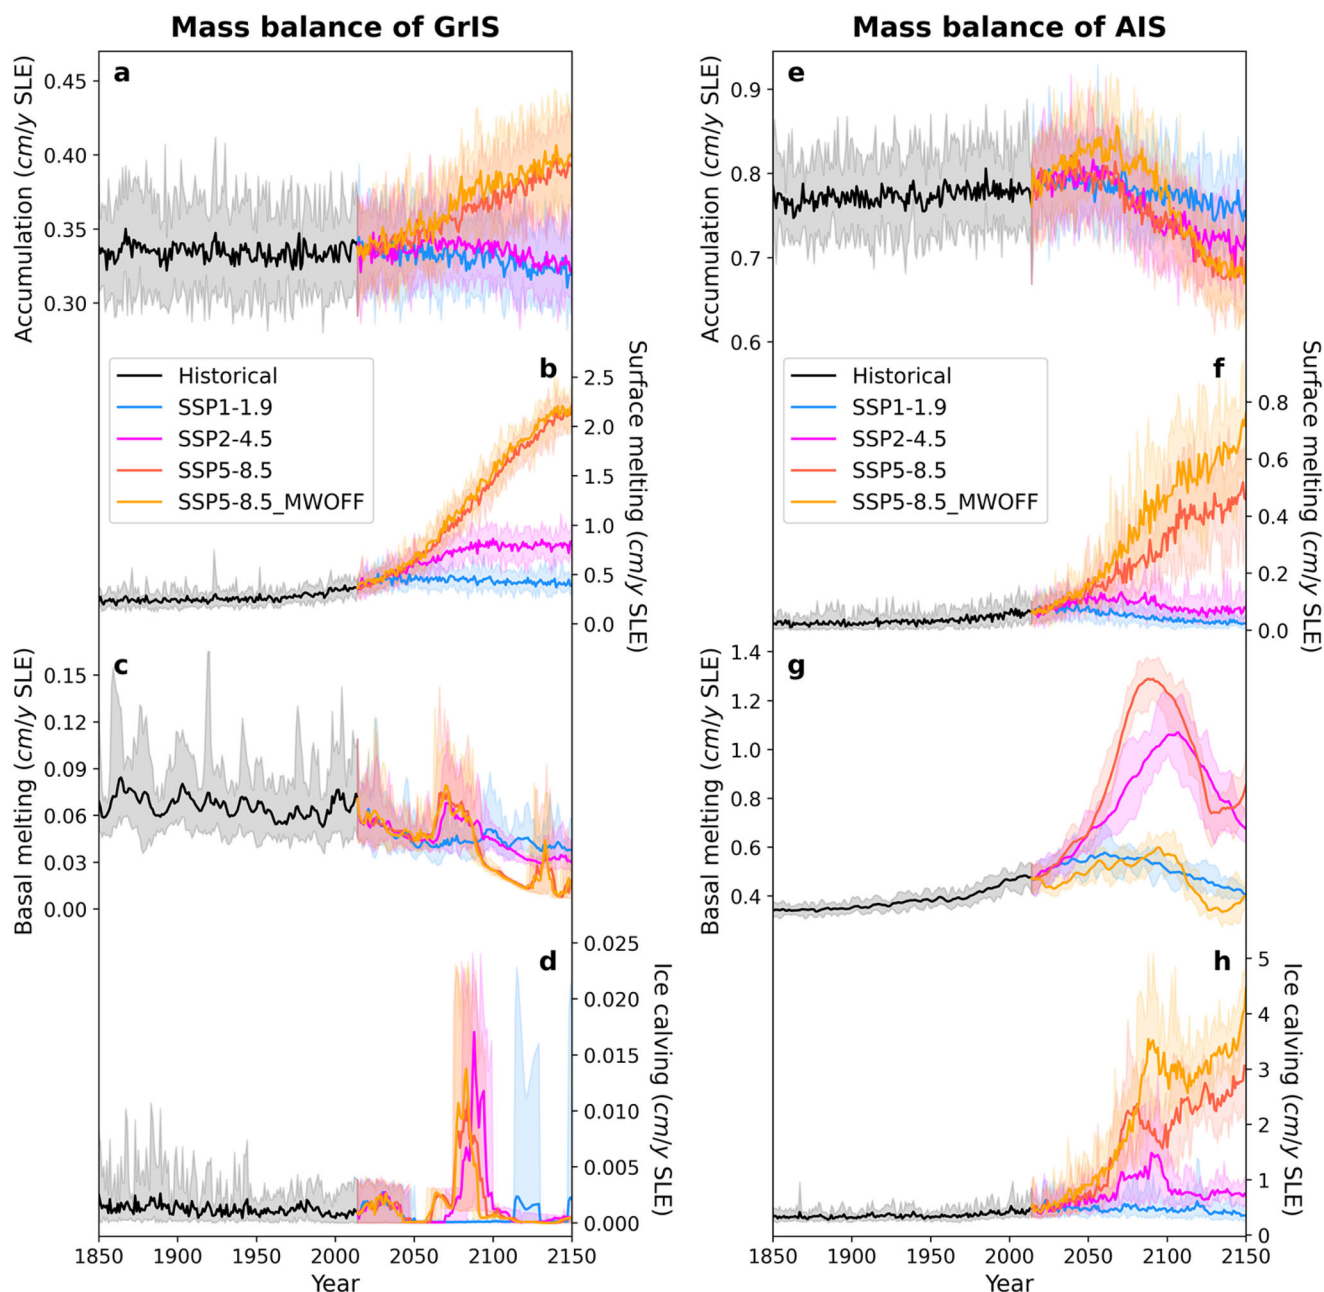 Mass balance of GrIS
Mass balance of AIS
a
Accumulation (cm/y SLE)
0.45
0.40
0.35
0.30
e
Accumulation (cm/y SLE)
0.9
0.8
0.7
0.6
b
Historical
SSP1-1.9
SSP2-4.5
SSP5-8.5
SSP5-8.5_MWOFF
Surface melting (cm/y SLE)
2.5
2.0
1.5
1.0
0.5
0.0
f
Historical
SSP1-1.9
SSP2-4.5
SSP5-8.5
SSP5-8.5_MWOFF
Surface melting (cm/y SLE)
0.8
0.6
0.4
0.2
0.0
c
Basal melting (cm/y SLE)
0.15
0.12
0.09
0.06
0.03
0.00
g
Basal melting (cm/y SLE)
1.4
1.2
1.0
0.8
0.6
0.4
d
Ice calving (cm/y SLE)
0.025
0.020
0.015
0.010
0.005
0.000
h
Ice calving (cm/y SLE)
5
4
3
2
1
0
1850 1900 1950 2000 2050 2100 2150
Year
1850 1900 1950 2000 2050 2100 2150
Year